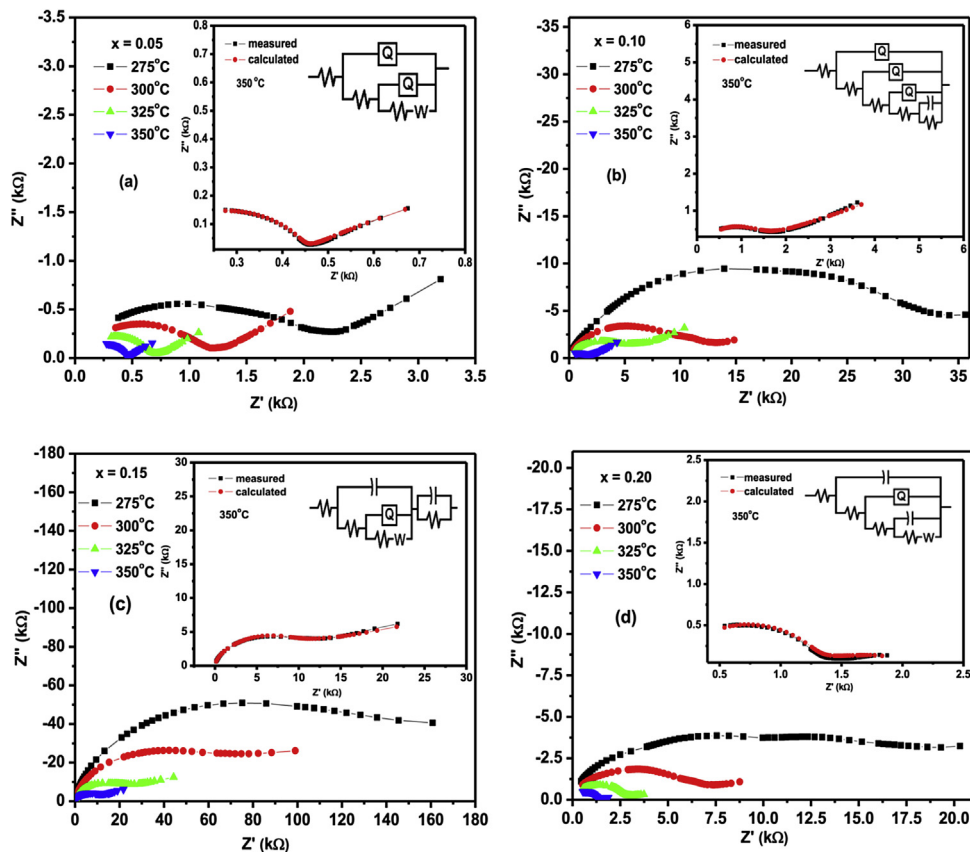 x = 0.05
275°C
300°C
325°C
350°C
(a)
Z'' (kΩ)
-3.5
-3.0
-2.5
-2.0
-1.5
-1.0
-0.5
0.0
0.0 0.5 1.0 1.5 2.0 2.5 3.0 3.5
Z' (kΩ)
measured
calculated
350°C
Q
Q
W
Z'' (kΩ)
0.8
0.7
0.6
0.5
0.4
0.3
0.2
0.1
0.3 0.4 0.5 0.6 0.7 0.8
Z' (kΩ)
x = 0.10
275°C
300°C
325°C
350°C
(b)
Z'' (kΩ)
-35
-30
-25
-20
-15
-10
-5
0
0 5 10 15 20 25 30 35
Z' (kΩ)
measured
calculated
350°C
Q
Q
Q
Z'' (kΩ)
6
5
4
3
2
1
0
0 1 2 3 4 5 6
Z' (kΩ)
x = 0.15
275°C
300°C
325°C
350°C
(c)
Z'' (kΩ)
-180
-160
-140
-120
-100
-80
-60
-40
-20
0
0 20 40 60 80 100 120 140 160 180
Z' (kΩ)
measured
calculated
350°C
Q
W
Z'' (kΩ)
30
25
20
15
10
5
0
0 5 10 15 20 25 30
Z' (kΩ)
x = 0.20
275°C
300°C
325°C
350°C
(d)
Z'' (kΩ)
-20.0
-17.5
-15.0
-12.5
-10.0
-7.5
-5.0
-2.5
0.0
0.0 2.5 5.0 7.5 10.0 12.5 15.0 17.5 20.0
Z' (kΩ)
measured
calculated
350°C
Q
W
Z'' (kΩ)
2.5
2.0
1.5
1.0
0.5
0.5 1.0 1.5 2.0 2.5
Z' (kΩ)